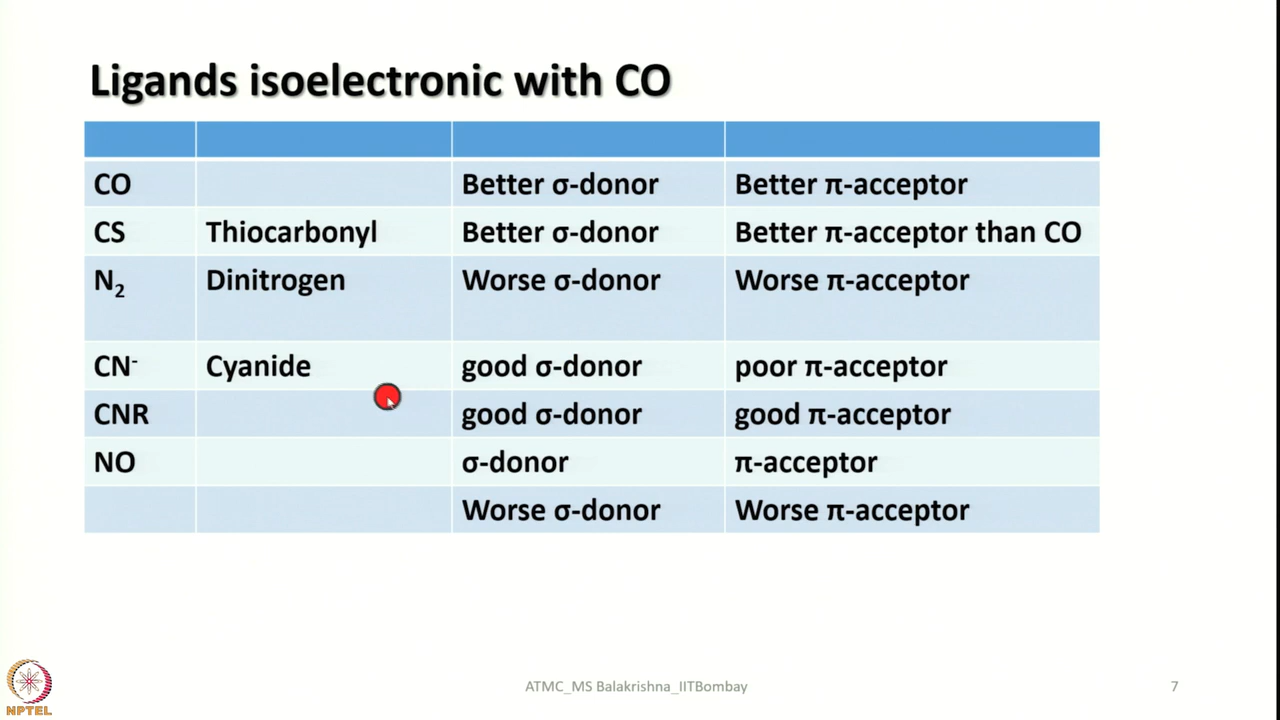 Ligands isoelectronic with CO
CO Better σ-donor Better π-acceptor
CS Thiocarbonyl Better σ-donor Better π-acceptor than CO
N₂ Dinitrogen Worse σ-donor Worse π-acceptor
CN⁻ Cyanide good σ-donor poor π-acceptor
CNR good σ-donor good π-acceptor
NO σ-donor π-acceptor
Worse σ-donor Worse π-acceptor
NPTEL
ATMC_MS Balakrishna_IITBombay
7